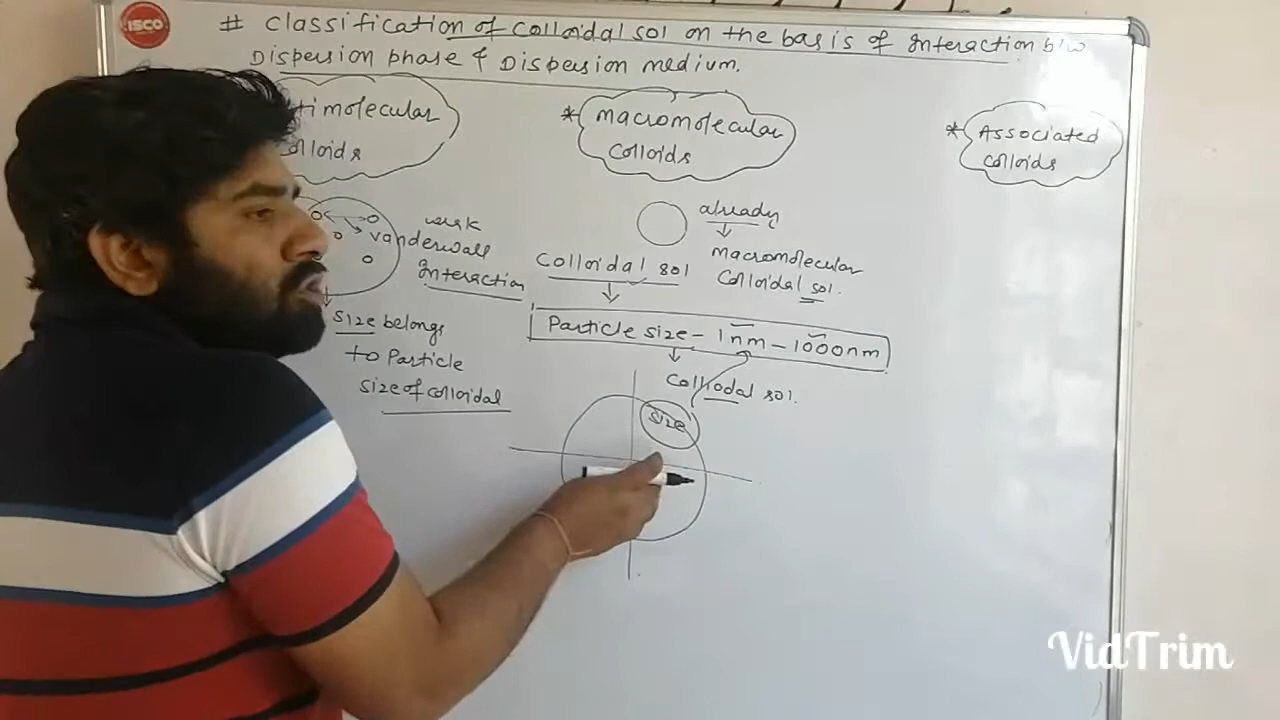 ISCO
# Classification of Colloidal sol on the basis of Interaction b/w
Dispersion phase & Dispersion medium.
timolecular
olloids
* Macromolecular
Colloids
* Associated
Colloids
weak
vanderwall
Interaction
Size belongs
to Particle
size of colloidal
already
macromolecular
Colloidal sol.
Colloidal sol
Particle size - 1nm - 1000nm
Collodal sol.
size
VidTrim